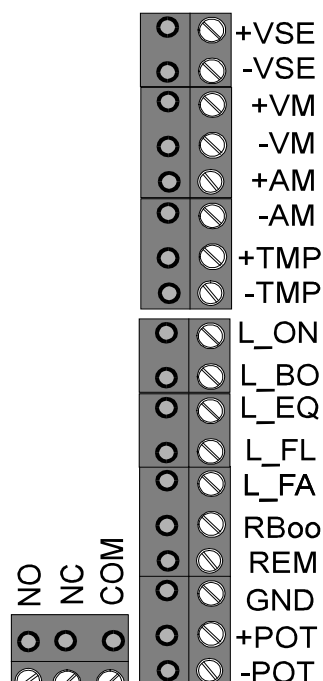 +VSE
-VSE
+VM
-VM
+AM
-AM
+TMP
-TMP
L_ON
L_BO
L_EQ
L_FL
L_FA
RBoo
REM
GND
+POT
-POT
NO
NC
COM